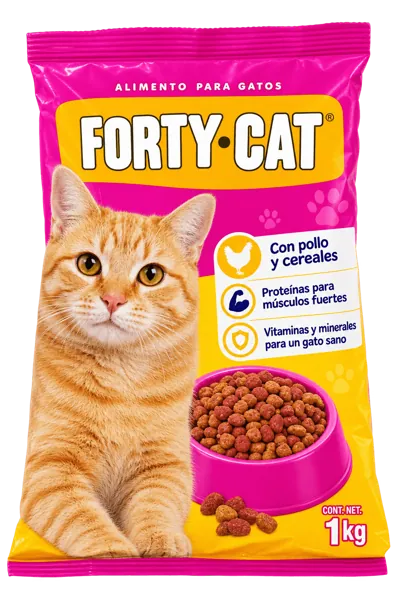 ALIMENTO PARA GATOS
FORTY·CAT®
Con pollo
y cereales
Proteínas para
músculos fuertes
Vitaminas y minerales
para un gato sano
CONT. NET.
1kg